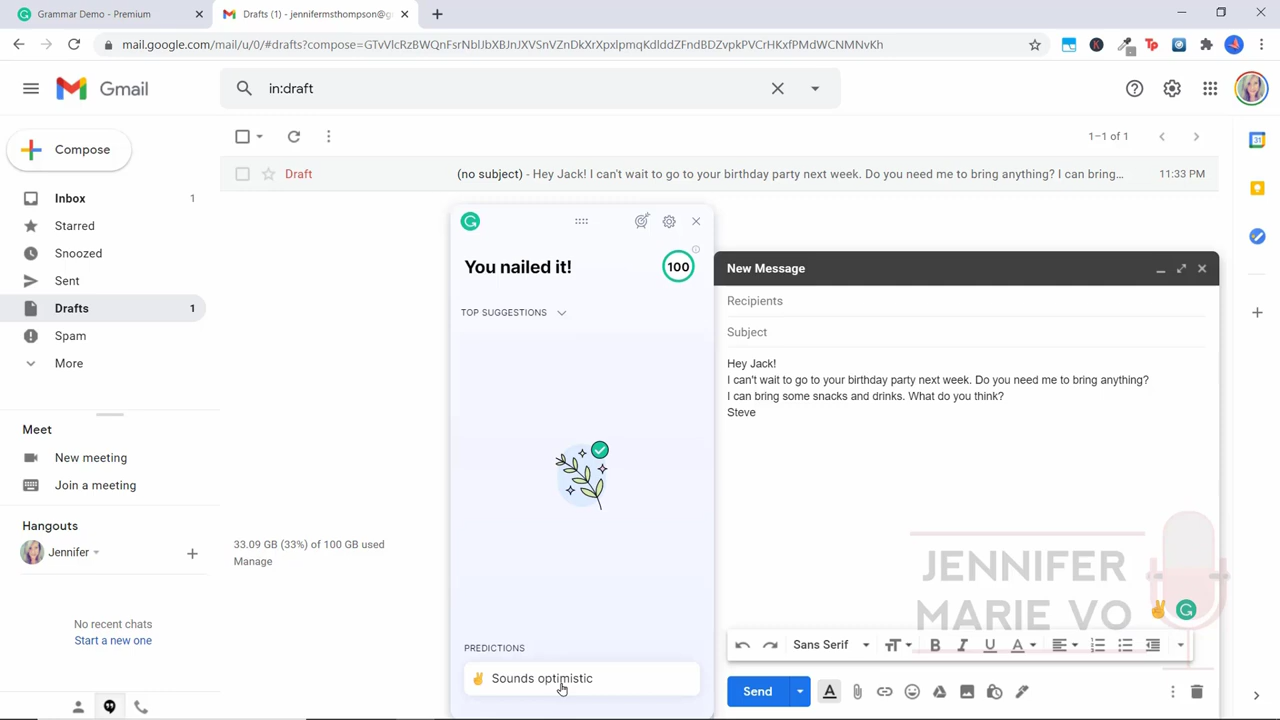 Grammar Demo - Premium
Drafts (1) - jennifermsthompson@g
mail.google.com/mail/u/0/#drafts?compose=GTvVlcRzBWQnFsrNblJbXBJnJXVSnVZnDkXrXpxlpmqKdlddZFndBDZvpkPVCrHKxfPMdWCNMNvKh
Gmail
in:draft
Compose
1–1 of 1
Draft
(no subject) - Hey Jack! I can't wait to go to your birthday party next week. Do you need me to bring anything? I can bring…
11:33 PM
Inbox 1
Starred
Snoozed
Sent
Drafts 1
Spam
More
Meet
New meeting
Join a meeting
Hangouts
Jennifer
No recent chats
Start a new one
33.09 GB (33%) of 100 GB used
Manage
You nailed it!
100
TOP SUGGESTIONS
PREDICTIONS
Sounds optimistic
New Message
Recipients
Subject
Hey Jack!
I can't wait to go to your birthday party next week. Do you need me to bring anything?
I can bring some snacks and drinks. What do you think?
Steve
JENNIFER
MARIE VO
Sans Serif
Send
31